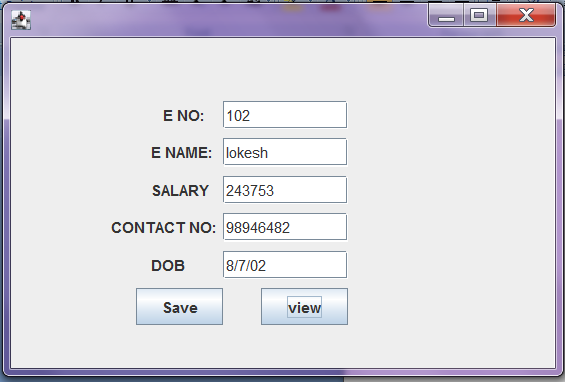 E NO: 102
E NAME: lokesh
SALARY 243753
CONTACT NO: 98946482
DOB 8/7/02
Save view